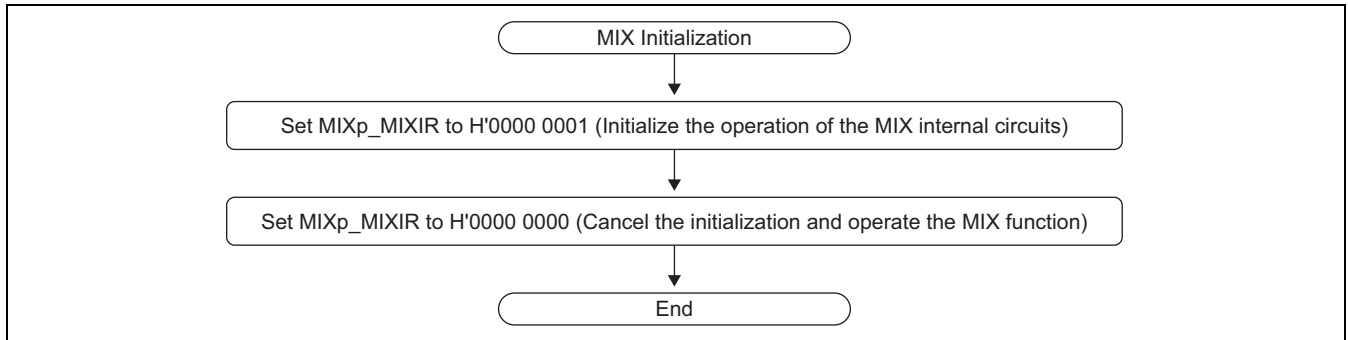 MIX Initialization
Set MIXp_MIXIR to H'0000 0001 (Initialize the operation of the MIX internal circuits)
Set MIXp_MIXIR to H'0000 0000 (Cancel the initialization and operate the MIX function)
End